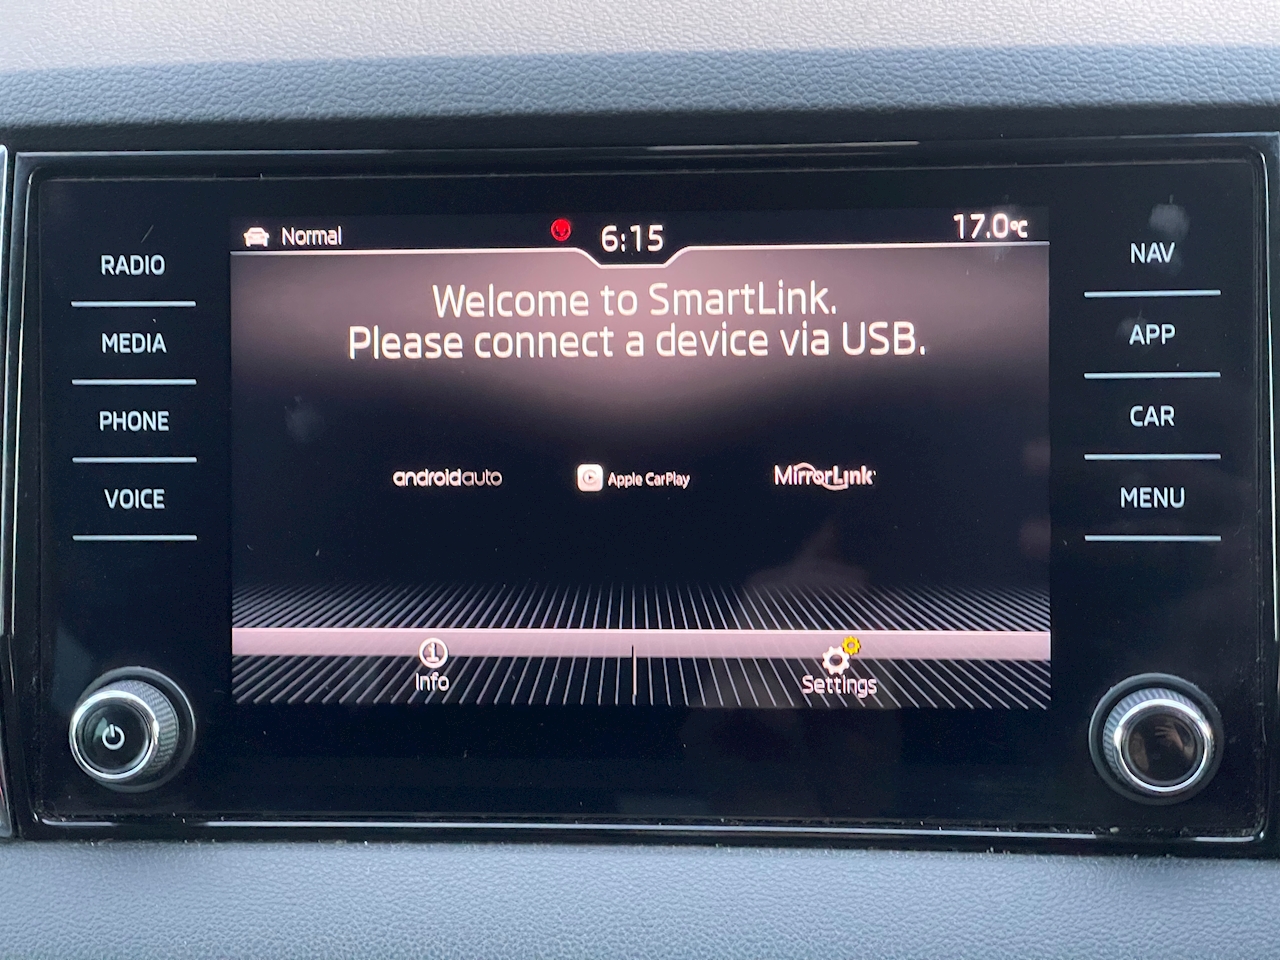 Normal
6:15
17.0°C
Welcome to SmartLink.
Please connect a device via USB.
androidauto
Apple CarPlay
MirrorLink
Info
Settings
RADIO
MEDIA
PHONE
VOICE
NAV
APP
CAR
MENU